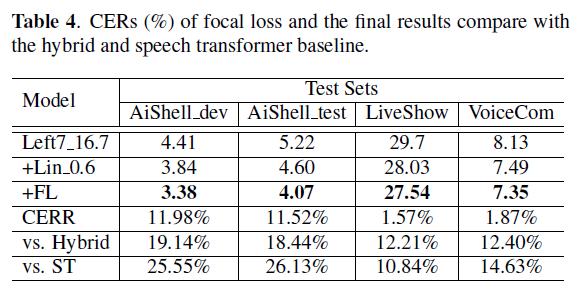 Table 4. CERs (%) of focal loss and the final results compare with
the hybrid and speech transformer baseline.
Model Test Sets
AiShell_dev AiShell_test LiveShow VoiceCom
Left7_16.7 4.41 5.22 29.7 8.13
+Lin_0.6 3.84 4.60 28.03 7.49
+FL 3.38 4.07 27.54 7.35
CERR 11.98% 11.52% 1.57% 1.87%
vs. Hybrid 19.14% 18.44% 12.21% 12.40%
vs. ST 25.55% 26.13% 10.84% 14.63%